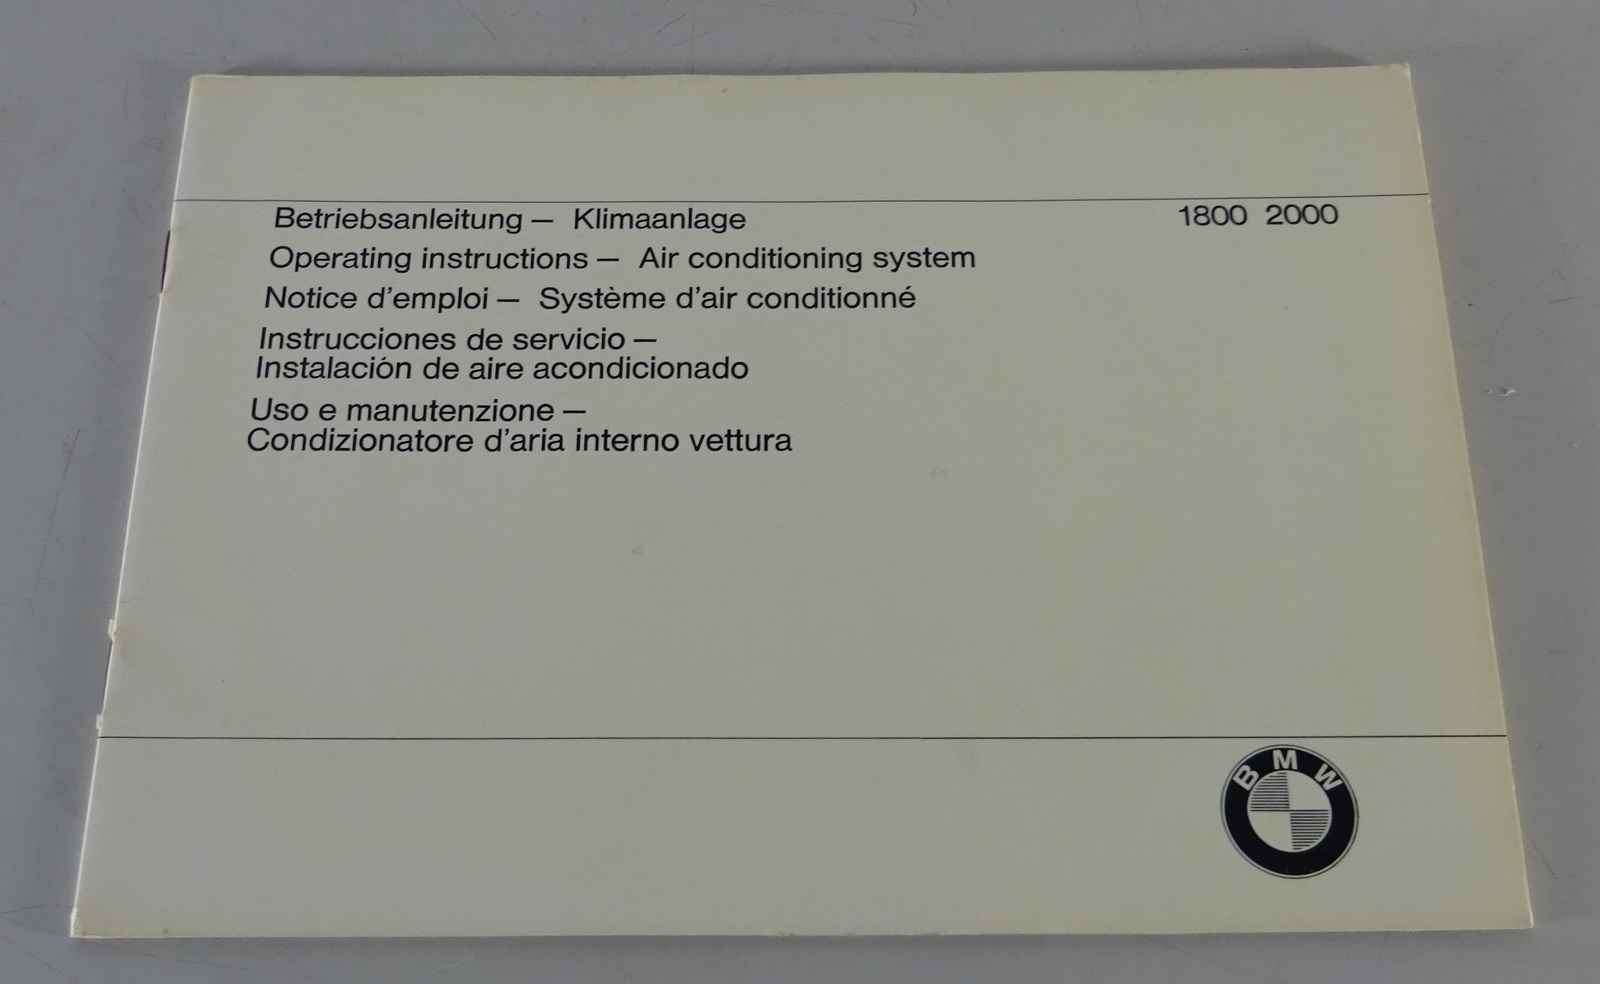 Betriebsanleitung — Klimaanlage 1800 2000
Operating instructions — Air conditioning system
Notice d'emploi — Système d'air conditionné
Instrucciones de servicio —
Instalación de aire acondicionado
Uso e manutenzione —
Condizionatore d'aria interno vettura
BMW